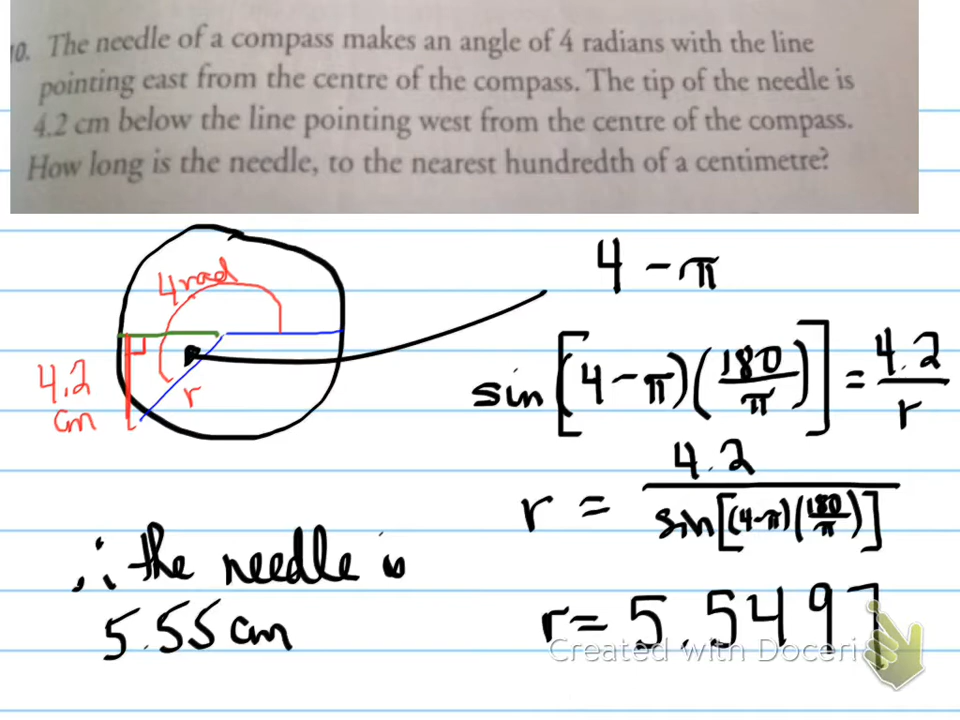 10. The needle of a compass makes an angle of 4 radians with the line
pointing east from the centre of the compass. The tip of the needle is
4.2 cm below the line pointing west from the centre of the compass.
How long is the needle, to the nearest hundredth of a centimetre?
4 rad
4 - π
4.2
cm
r
sin[(4 - π)(180/π)] = 4.2/r
r = 4.2/sin[(4-π)(180/π)]
∴ the needle is
5.55 cm
r = 5.5497
Created with Doceri